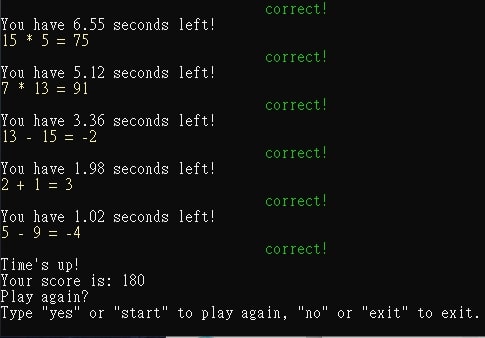 correct!
You have 6.55 seconds left!
15 * 5 = 75
correct!
You have 5.12 seconds left!
7 * 13 = 91
correct!
You have 3.36 seconds left!
13 - 15 = -2
correct!
You have 1.98 seconds left!
2 + 1 = 3
correct!
You have 1.02 seconds left!
5 - 9 = -4
correct!
Time's up!
Your score is: 180
Play again?
Type "yes" or "start" to play again, "no" or "exit" to exit.